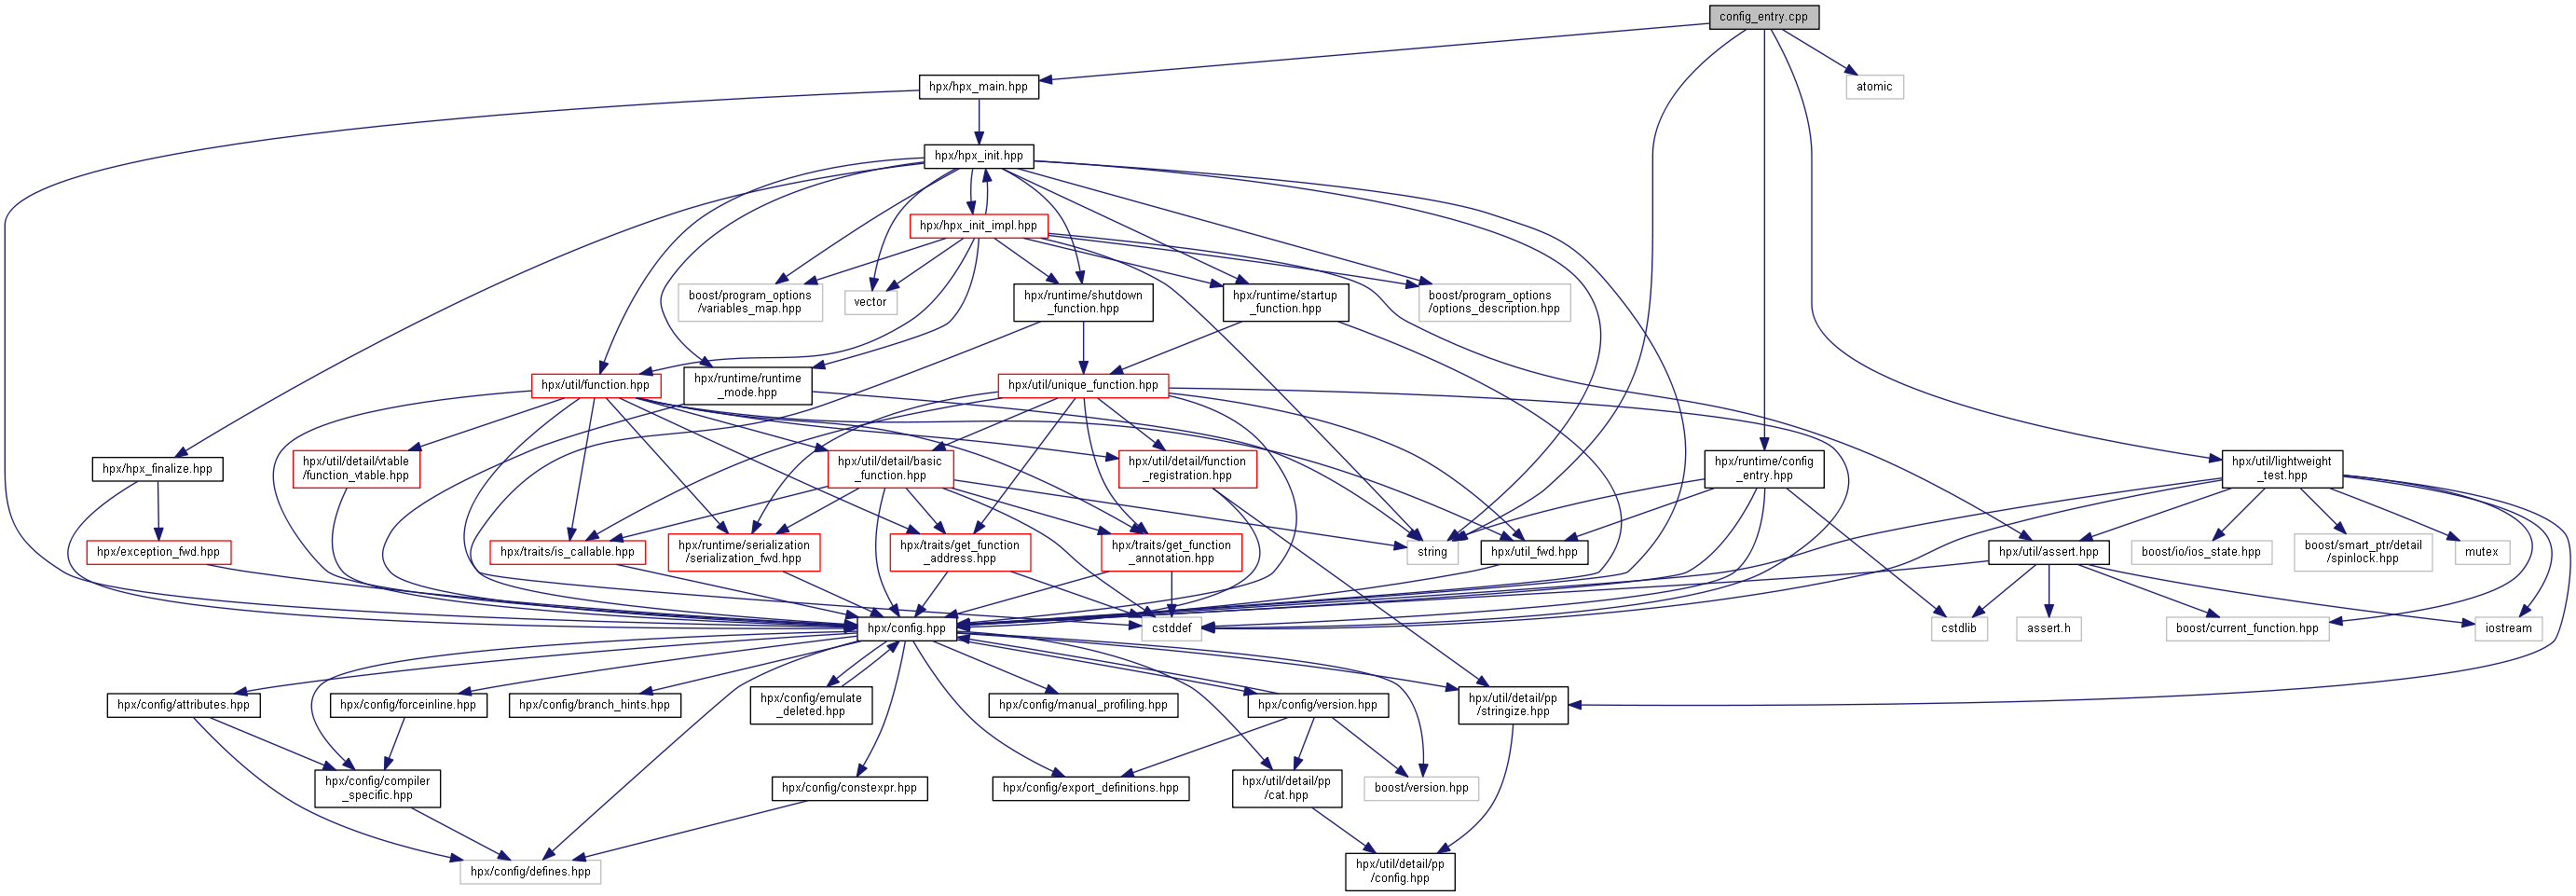 config_entry.cpp
hpx/hpx_main.hpp
atomic
hpx/hpx_init.hpp
hpx/hpx_init_impl.hpp
boost/program_options
/variables_map.hpp
vector
hpx/runtime/shutdown
_function.hpp
hpx/runtime/startup
_function.hpp
boost/program_options
/options_description.hpp
hpx/util/function.hpp
hpx/runtime/runtime
_mode.hpp
hpx/util/unique_function.hpp
hpx/hpx_finalize.hpp
hpx/util/detail/vtable
/function_vtable.hpp
hpx/util/detail/basic
_function.hpp
hpx/util/detail/function
_registration.hpp
hpx/runtime/config
_entry.hpp
hpx/util/lightweight
_test.hpp
hpx/exception_fwd.hpp
hpx/traits/is_callable.hpp
hpx/runtime/serialization
/serialization_fwd.hpp
hpx/traits/get_function
_address.hpp
hpx/traits/get_function
_annotation.hpp
string
hpx/util_fwd.hpp
hpx/util/assert.hpp
boost/io/ios_state.hpp
boost/smart_ptr/detail
/spinlock.hpp
mutex
hpx/config.hpp
cstddef
cstdlib
assert.h
boost/current_function.hpp
iostream
hpx/config/attributes.hpp
hpx/config/forceinline.hpp
hpx/config/branch_hints.hpp
hpx/config/emulate
_deleted.hpp
hpx/config/manual_profiling.hpp
hpx/config/version.hpp
hpx/util/detail/pp
/stringize.hpp
hpx/config/compiler
_specific.hpp
hpx/config/constexpr.hpp
hpx/config/export_definitions.hpp
hpx/util/detail/pp
/cat.hpp
boost/version.hpp
hpx/config/defines.hpp
hpx/util/detail/pp
/config.hpp